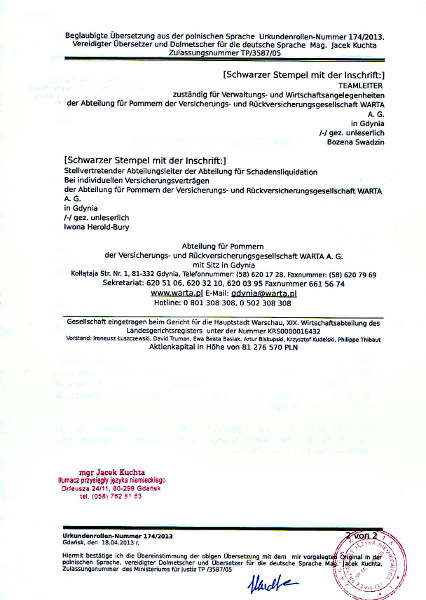 Beglaubigte Übersetzung aus der polnischen Sprache Urkundenrollen-Nummer 174/2013.
Vereidigter Übersetzer und Dolmetscher für die deutsche Sprache Mag. Jacek Kuchta
Zulassungsnummer TP/3587/05
[Schwarzer Stempel mit der Inschrift:]
TEAMLEITER
zuständig für Verwaltungs- und Wirtschaftsangelegenheiten
der Abteilung für Pommern der Versicherungs- und Rückversicherungsgesellschaft WARTA
A. G.
in Gdynia
/-/ gez. unleserlich
Bozena Swadzin
[Schwarzer Stempel mit der Inschrift:]
Stellvertretender Abteilungsleiter der Abteilung für Schadensliquidation
Bei individuellen Versicherungsverträgen
der Abteilung für Pommern der Versicherungs- und Rückversicherungsgesellschaft WARTA
A. G.
in Gdynia
/-/ gez. unleserlich
Iwona Herold-Bury
Abteilung für Pommern
der Versicherungs- und Rückversicherungsgesellschaft WARTA A. G.
mit Sitz in Gdynia
Kołłątaja Str. Nr. 1, 81-332 Gdynia, Telefonnummer: (58) 620 17 28, Faxnummer: (58) 620 79 69
Sekretariat: 620 51 06, 620 32 10, 620 03 95 Faxnummer 661 56 74
www.warta.pl E-Mail: gdynia@warta.pl
Hotline: 0 801 308 308, 0 502 308 308
Gesellschaft eingetragen beim Gericht für die Hauptstadt Warschau, XIX. Wirtschaftsabteilung des
Landesgerichtsregisters unter der Nummer KRS0000016432
Vorstand: Ireneusz Łuszczewski, David Truman, Ewa Beata Basiak, Artur Biskupski, Krzysztof Kudelski, Philippe Thibaut
Aktienkapital in Höhe von 81 276 570 PLN
mgr Jacek Kuchta
tłumacz przysięgły języka niemieckiego
Orfeusza 24/11, 80-299 Gdańsk
tel. (058) 762 81 63
Urkundenrollen-Nummer 174/2013
2 von 2
Gdańsk, den 18.04.2013 r.
Hiermit bestätige ich die Übereinstimmung der obigen Übersetzung mit dem mir vorgelegten Original in der
polnischen Sprache, vereidigter Dolmetscher und Übersetzer für die deutsche Sprache Mag. Jacek Kuchta,
Zulassungsnummer des Ministeriums für Justiz TP /3587/05